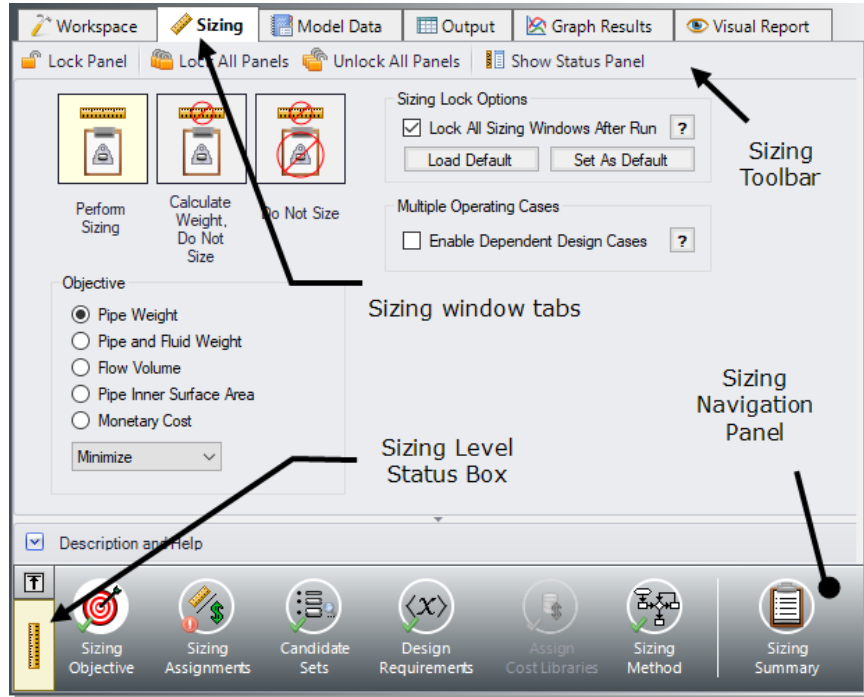 Workspace Sizing Model Data Output Graph Results Visual Report
Lock Panel Lock All Panels Unlock All Panels Show Status Panel
Perform
Sizing
Calculate
Weight,
Do Not
Size
Do Not Size
Sizing Lock Options
Lock All Sizing Windows After Run ?
Load Default Set As Default
Multiple Operating Cases
Enable Dependent Design Cases ?
Sizing
Toolbar
Objective
Pipe Weight
Pipe and Fluid Weight
Flow Volume
Pipe Inner Surface Area
Monetary Cost
Minimize
Sizing window tabs
Sizing Level
Status Box
Sizing
Navigation
Panel
Description and Help
Sizing
Objective
Sizing
Assignments
Candidate
Sets
<x>
Design
Requirements
Assign
Cost Libraries
Sizing
Method
Sizing
Summary